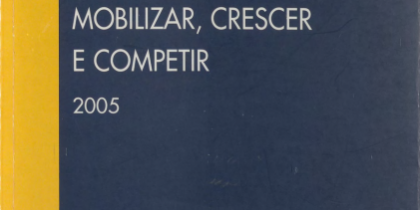 MOBILIZAR, CRESCER
E COMPETIR
2005